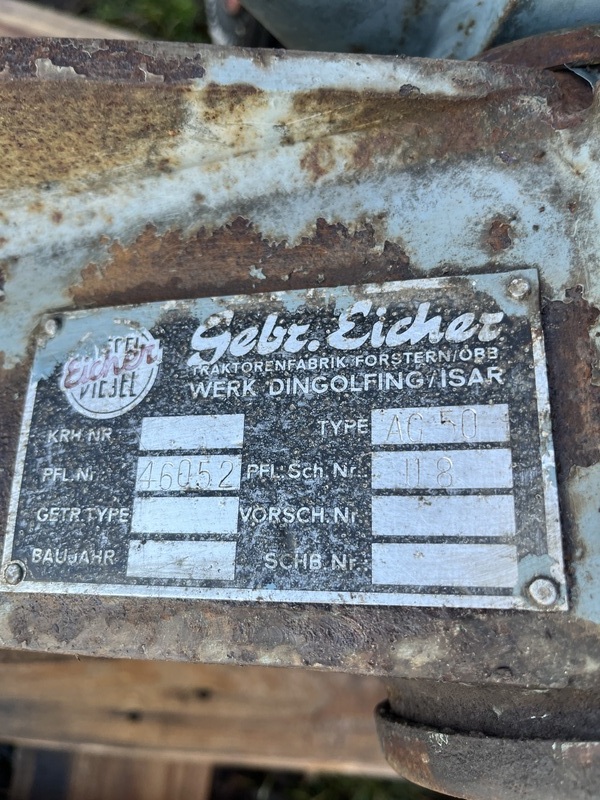 Eicher
DIESEL
Gebr. Eicher
TRAKTORENFABRIK FORSTERN/OBB
WERK DINGOLFING/ISAR
KRH NR TYPE AG 50
PFL. Nr. 46052 PFL. Sch. Nr. U 8
GETR. TYPE VORSCH. Nr.
BAUJAHR SCHB. Nr.